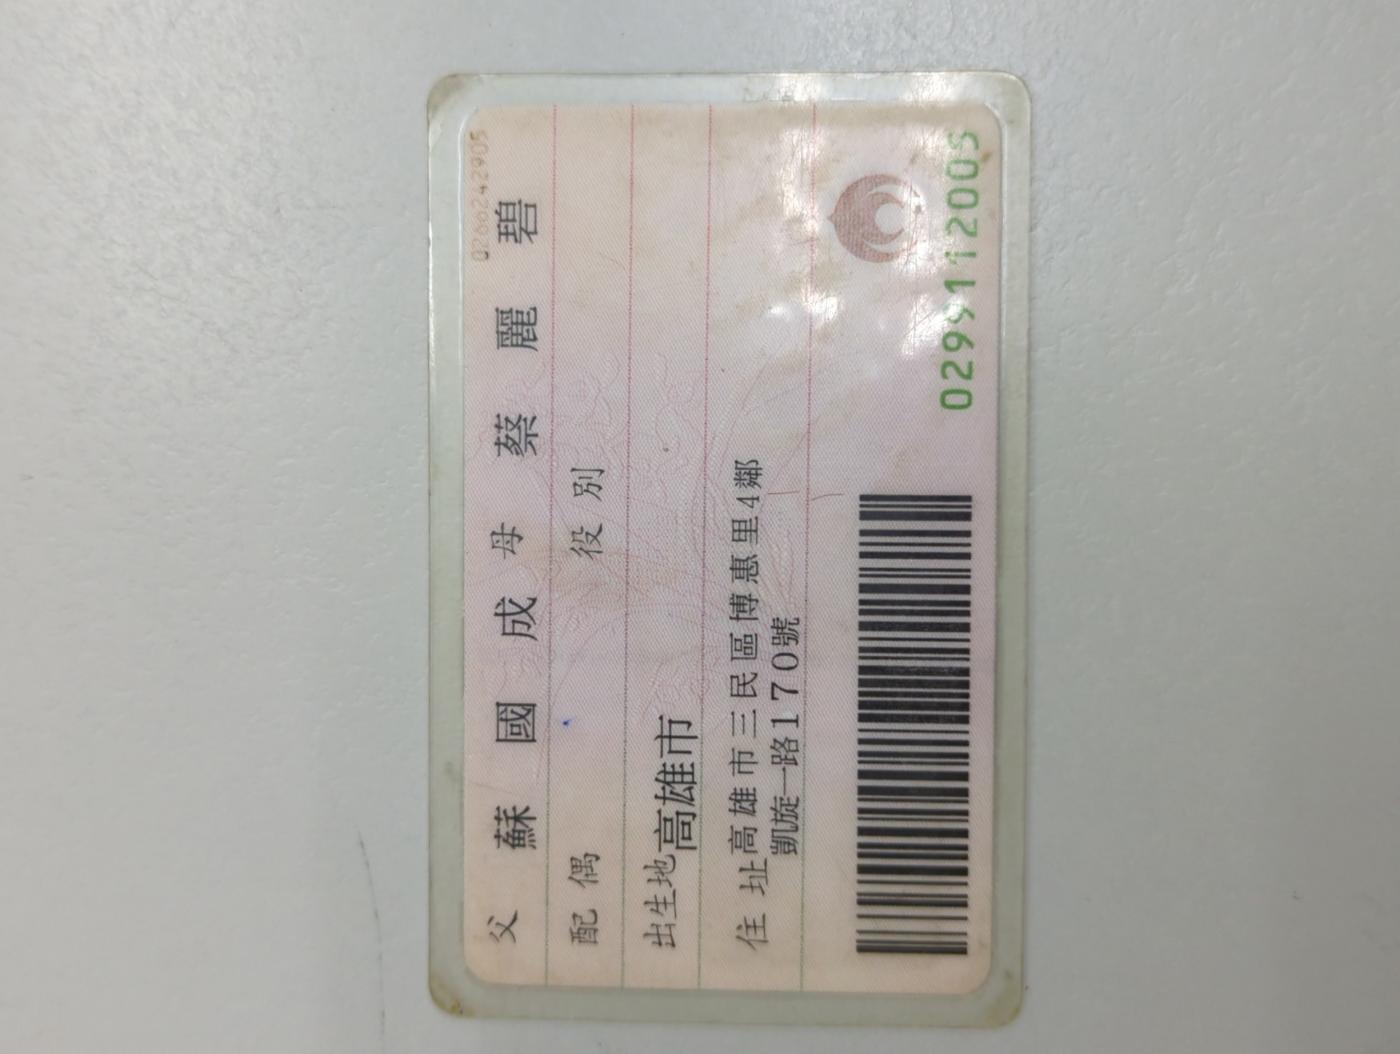 0266242905
父 蘇國成 母 蔡麗碧
配偶 役別
出生地 高雄市
住址 高雄市三民區博惠里4鄰
凱旋一路170號
0299112005